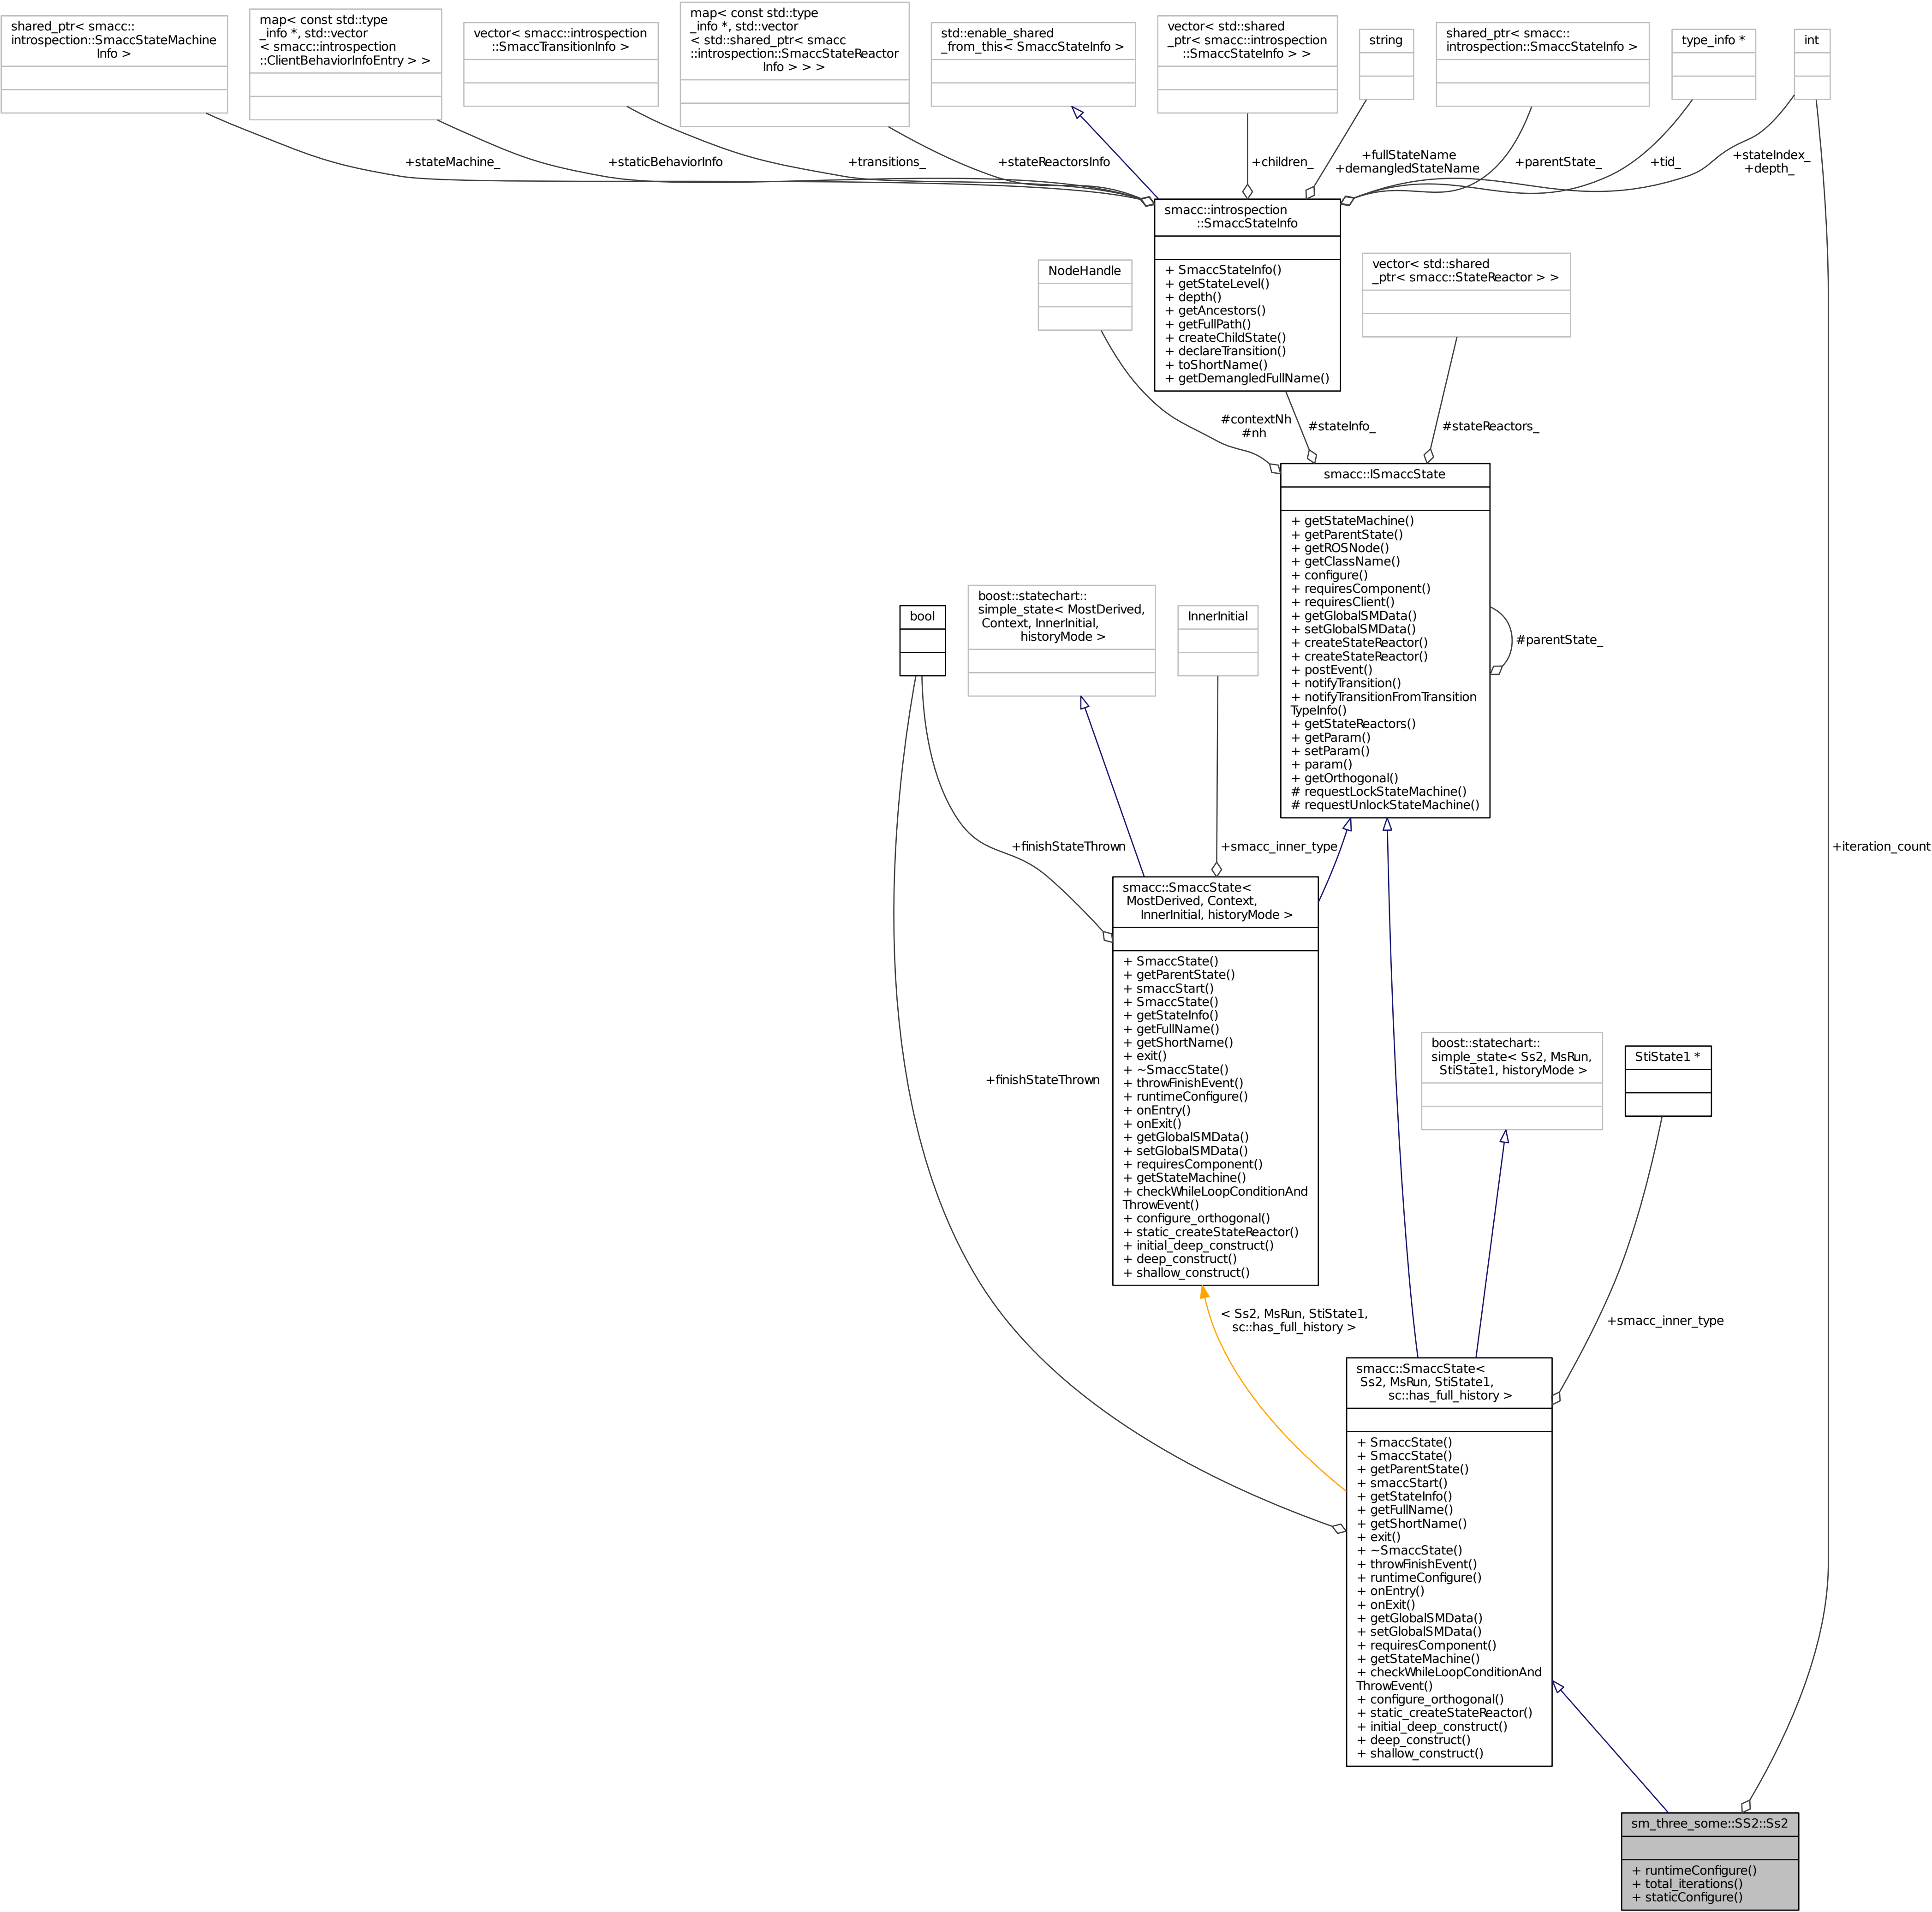 shared_ptr< smacc::
introspection::SmaccStateMachine
Info >
map< const std::type
_info *, std::vector
< smacc::introspection
::ClientBehaviorInfoEntry > >
vector< smacc::introspection
::SmaccTransitionInfo >
map< const std::type
_info *, std::vector
< std::shared_ptr< smacc
::introspection::SmaccStateReactor
Info > > >
std::enable_shared
_from_this< SmaccStateInfo >
vector< std::shared
_ptr< smacc::introspection
::SmaccStateInfo > >
string
shared_ptr< smacc::
introspection::SmaccStateInfo >
type_info *
int
+stateMachine_
+staticBehaviorInfo
+transitions_
+stateReactorsInfo
+children_
+fullStateName
+demangledStateName
+parentState_
+tid_
+stateIndex_
+depth_
smacc::introspection
::SmaccStateInfo
+ SmaccStateInfo()
+ getStateLevel()
+ depth()
+ getAncestors()
+ getFullPath()
+ createChildState()
+ declareTransition()
+ toShortName()
+ getDemangledFullName()
NodeHandle
vector< std::shared
_ptr< smacc::StateReactor > >
#contextNh
#nh
#stateInfo_
#stateReactors_
smacc::ISmaccState
+ getStateMachine()
+ getParentState()
+ getROSNode()
+ getClassName()
+ configure()
+ requiresComponent()
+ requiresClient()
+ getGlobalSMData()
+ setGlobalSMData()
+ createStateReactor()
+ createStateReactor()
+ postEvent()
+ notifyTransition()
+ notifyTransitionFromTransition
TypeInfo()
+ getStateReactors()
+ getParam()
+ setParam()
+ param()
+ getOrthogonal()
# requestLockStateMachine()
# requestUnlockStateMachine()
#parentState_
bool
boost::statechart::
simple_state< MostDerived,
Context, InnerInitial,
historyMode >
InnerInitial
+finishStateThrown
+smacc_inner_type
+iteration_count
smacc::SmaccState<
MostDerived, Context,
InnerInitial, historyMode >
+ SmaccState()
+ getParentState()
+ smaccStart()
+ SmaccState()
+ getStateInfo()
+ getFullName()
+ getShortName()
+ exit()
+ ~SmaccState()
+ throwFinishEvent()
+ runtimeConfigure()
+ onEntry()
+ onExit()
+ getGlobalSMData()
+ setGlobalSMData()
+ requiresComponent()
+ getStateMachine()
+ checkWhileLoopConditionAnd
ThrowEvent()
+ configure_orthogonal()
+ static_createStateReactor()
+ initial_deep_construct()
+ deep_construct()
+ shallow_construct()
+finishStateThrown
boost::statechart::
simple_state< Ss2, MsRun,
StiState1, historyMode >
StiState1 *
< Ss2, MsRun, StiState1,
sc::has_full_history >
+smacc_inner_type
smacc::SmaccState<
Ss2, MsRun, StiState1,
sc::has_full_history >
+ SmaccState()
+ SmaccState()
+ getParentState()
+ smaccStart()
+ getStateInfo()
+ getFullName()
+ getShortName()
+ exit()
+ ~SmaccState()
+ throwFinishEvent()
+ runtimeConfigure()
+ onEntry()
+ onExit()
+ getGlobalSMData()
+ setGlobalSMData()
+ requiresComponent()
+ getStateMachine()
+ checkWhileLoopConditionAnd
ThrowEvent()
+ configure_orthogonal()
+ static_createStateReactor()
+ initial_deep_construct()
+ deep_construct()
+ shallow_construct()
sm_three_some::SS2::Ss2
+ runtimeConfigure()
+ total_iterations()
+ staticConfigure()